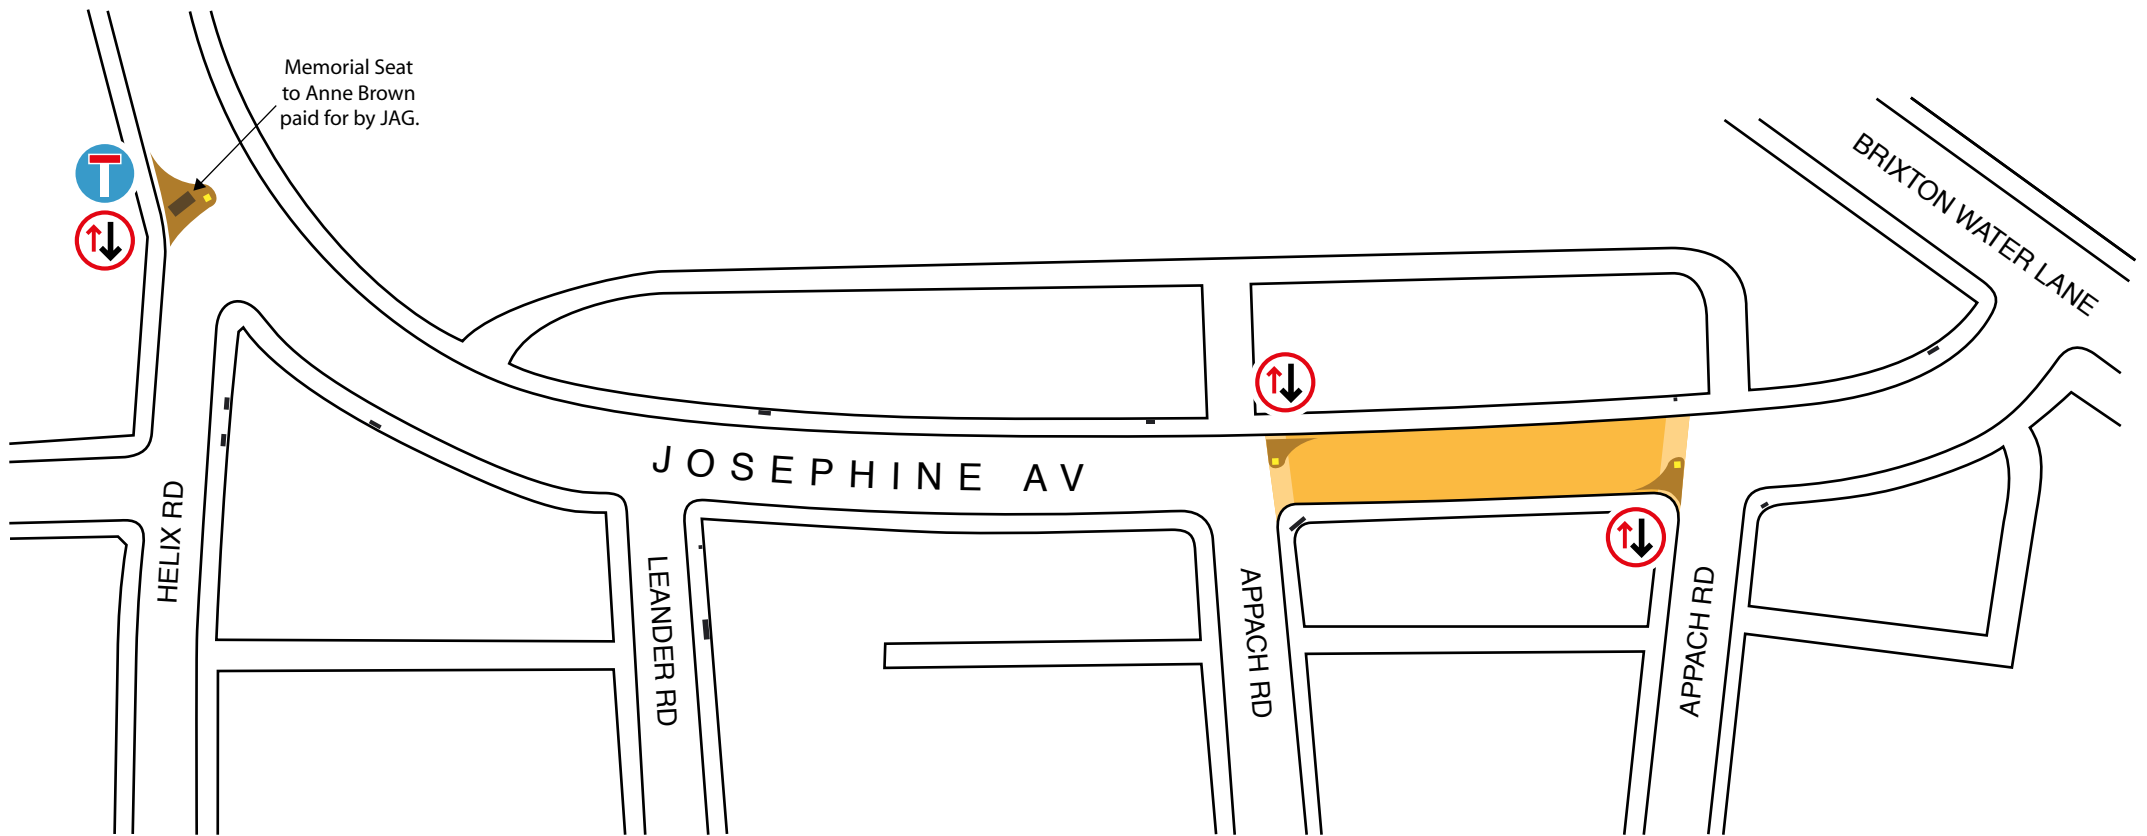 Memorial Seat
to Anne Brown
paid for by JAG.
BRIXTON WATER LANE
JOSEPHINE AV
HELIX RD
LEANDER RD
APPACH RD
APPACH RD